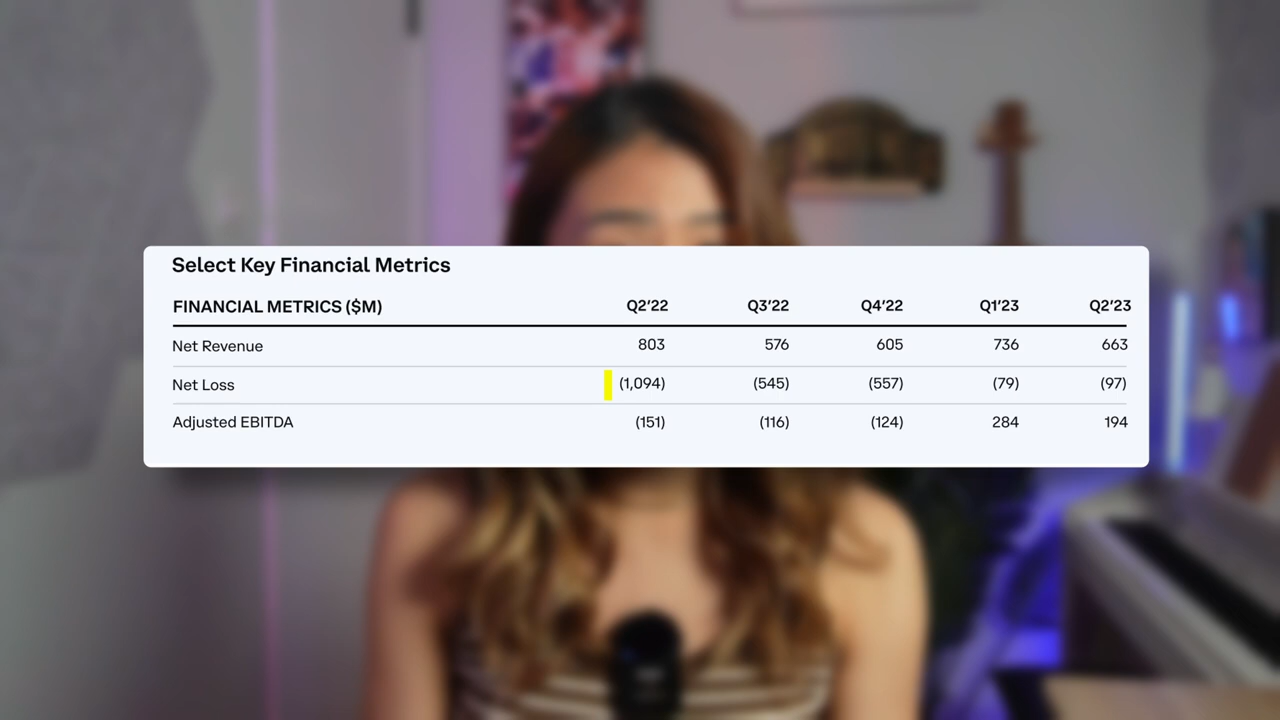 Select Key Financial Metrics
FINANCIAL METRICS ($M) Q2'22 Q3'22 Q4'22 Q1'23 Q2'23
Net Revenue 803 576 605 736 663
Net Loss (1,094) (545) (557) (79) (97)
Adjusted EBITDA (151) (116) (124) 284 194